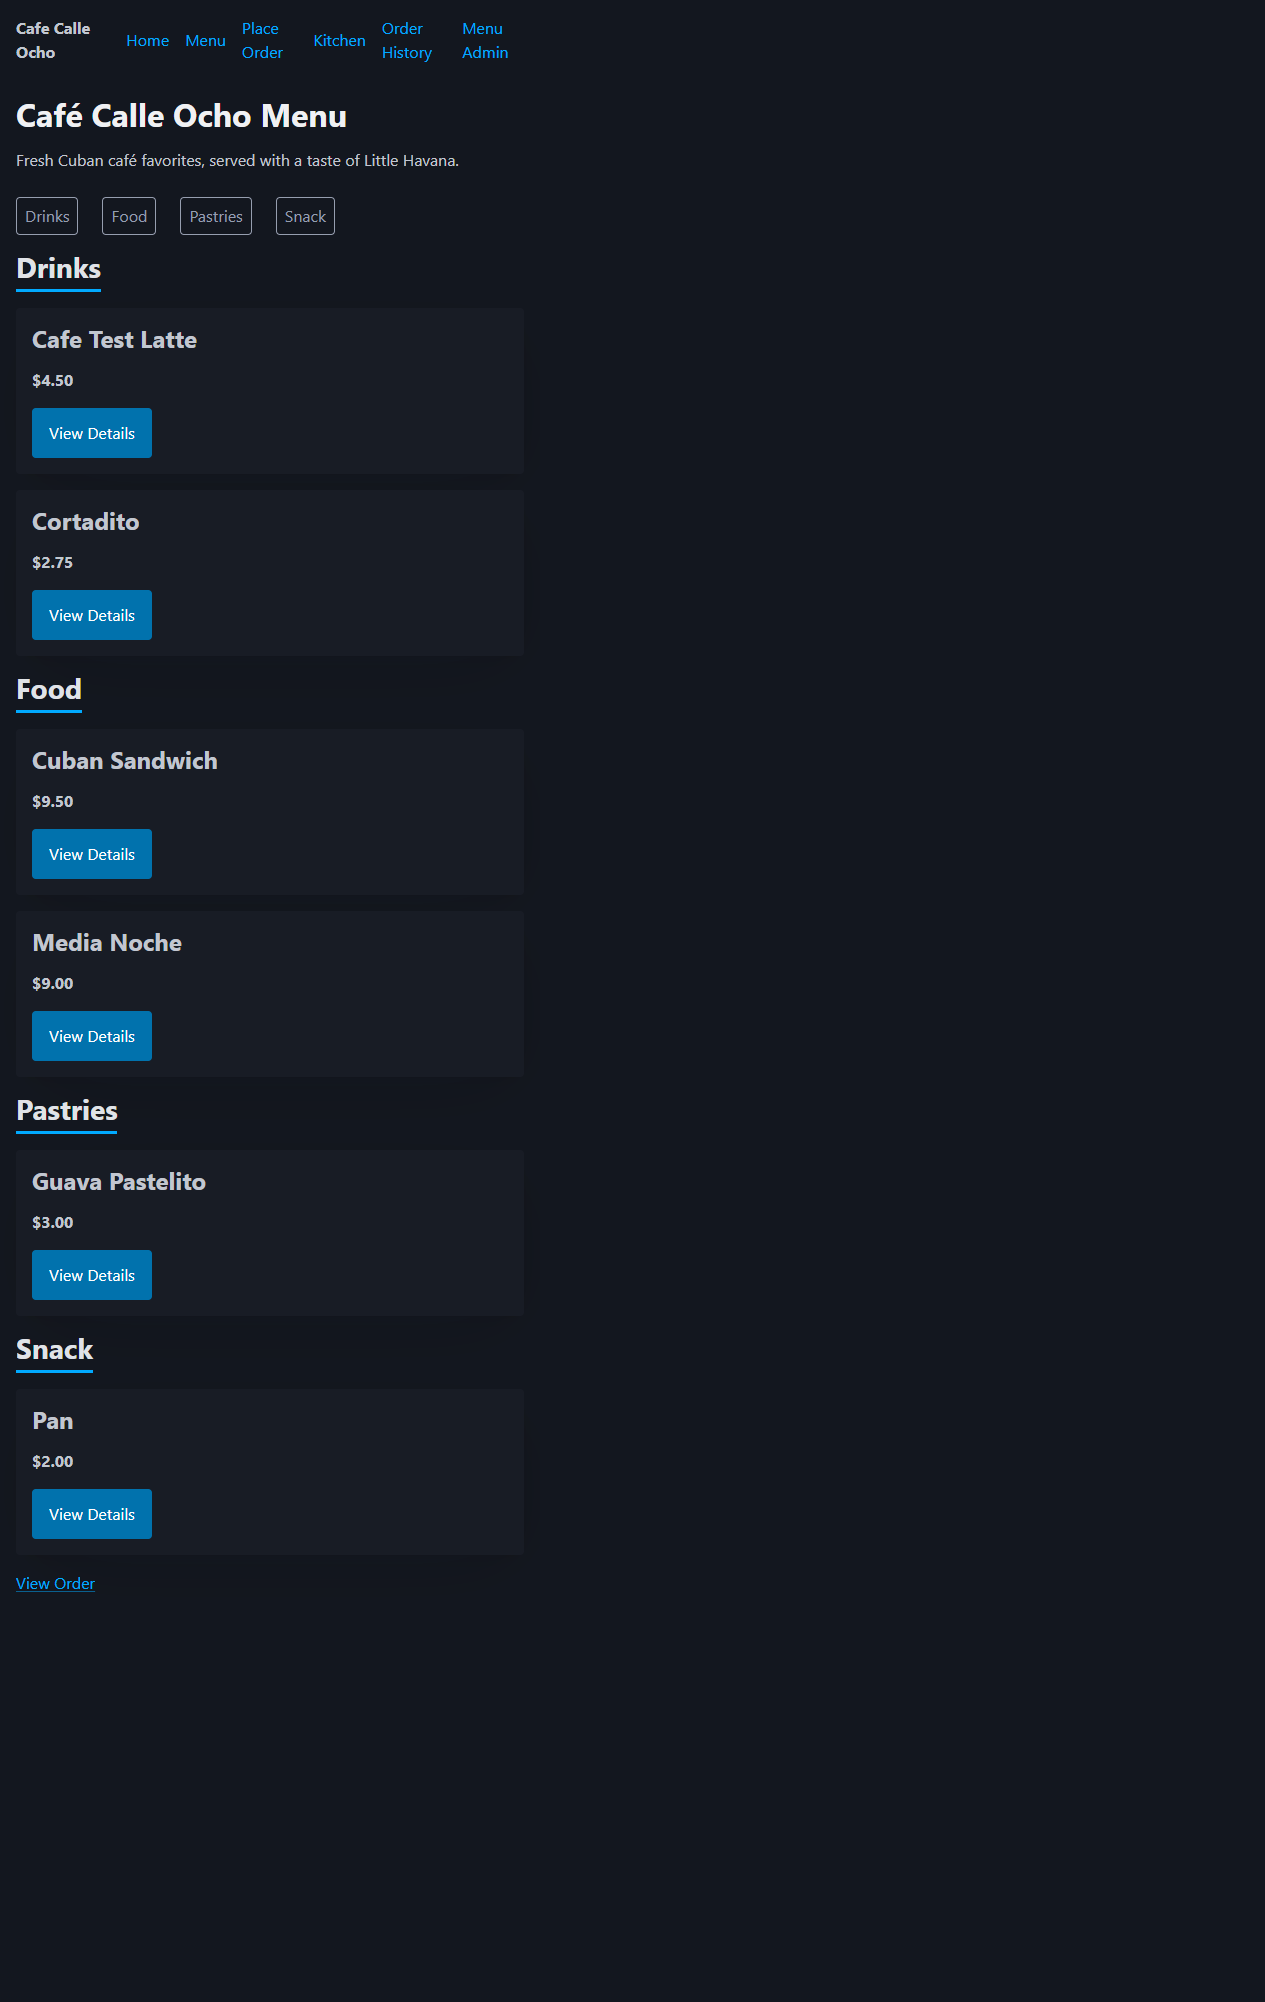 Cafe Calle
Ocho
Home
Menu
Place
Order
Kitchen
Order
History
Menu
Admin
Café Calle Ocho Menu
Fresh Cuban café favorites, served with a taste of Little Havana.
Drinks
Food
Pastries
Snack
Drinks
Cafe Test Latte
$4.50
View Details
Cortadito
$2.75
View Details
Food
Cuban Sandwich
$9.50
View Details
Media Noche
$9.00
View Details
Pastries
Guava Pastelito
$3.00
View Details
Snack
Pan
$2.00
View Details
View Order